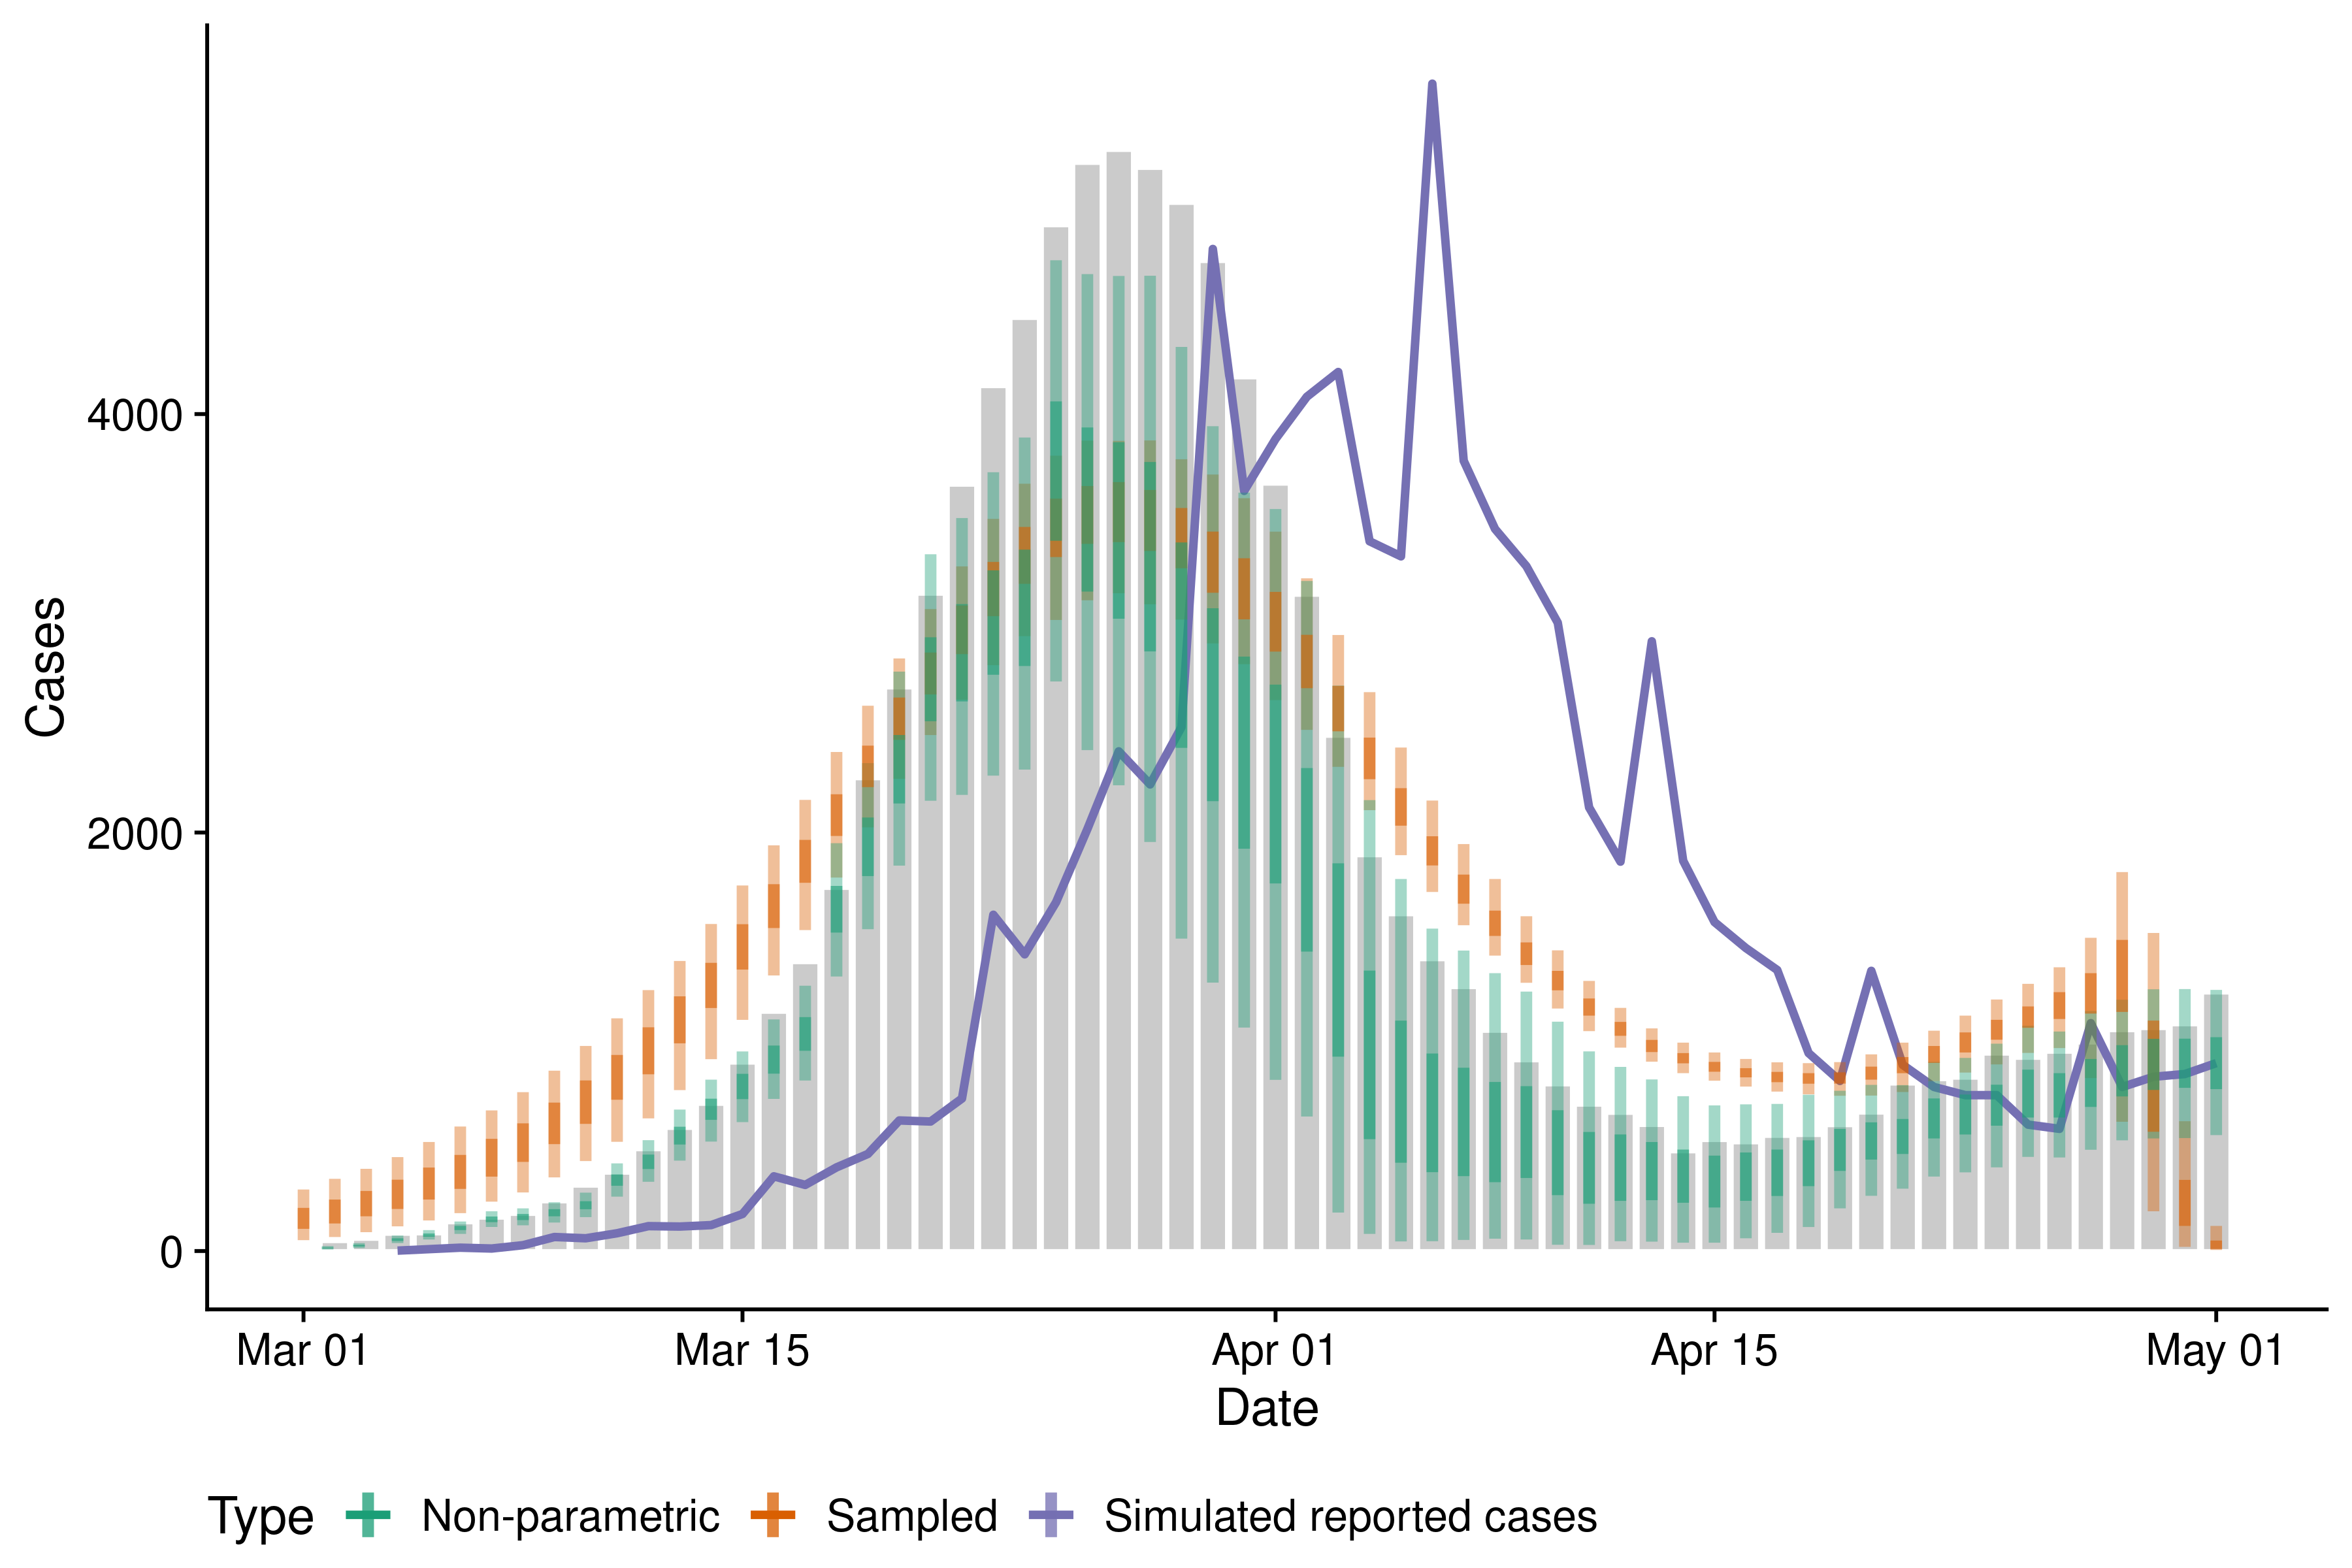 Cases
4000
2000
0
Mar 01 Mar 15 Apr 01 Apr 15 May 01
Date
Type Non-parametric Sampled Simulated reported cases